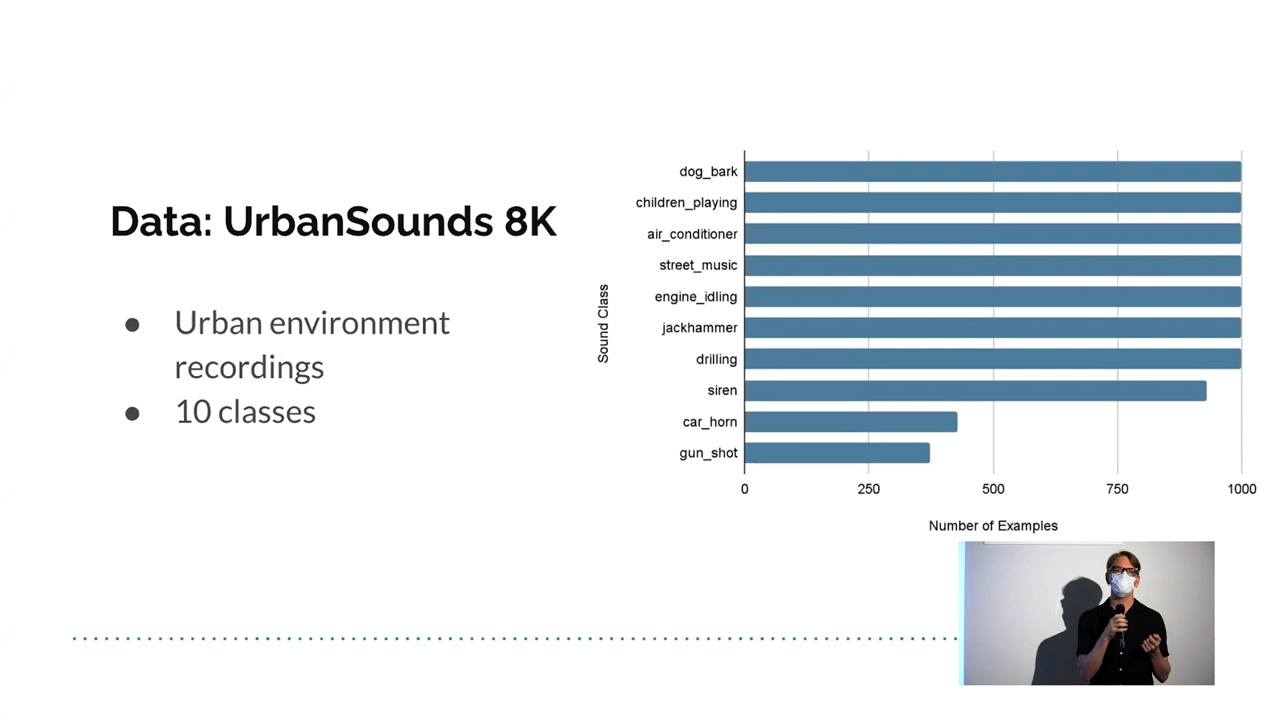 Data: UrbanSounds 8K
● Urban environment
recordings
● 10 classes
Sound Class
dog_bark
children_playing
air_conditioner
street_music
engine_idling
jackhammer
drilling
siren
car_horn
gun_shot
0 250 500 750 1000
Number of Examples